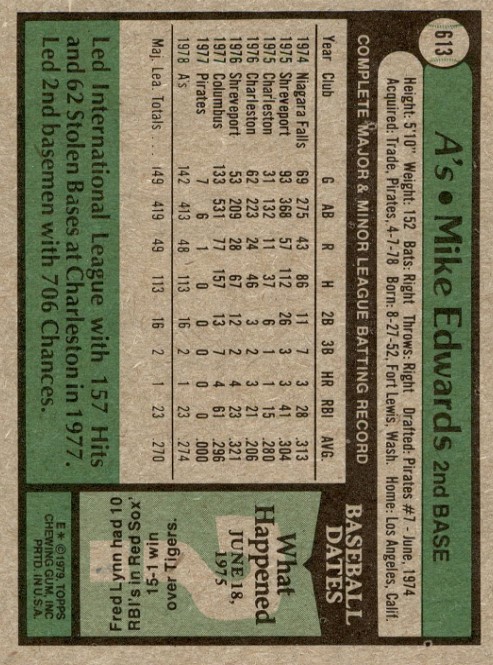 613
A's • Mike Edwards 2nd BASE
Height: 5'10" Weight: 152 Bats: Right Throws: Right Drafted: Pirates #7 - June, 1974
Acquired: Trade, Pirates, 4-7-78 Born: 8-27-52, Fort Lewis, Wash. Home: Los Angeles, Calif.
COMPLETE MAJOR & MINOR LEAGUE BATTING RECORD
Year Club G AB R H 2B 3B HR RBI AVG.
1974 Niagara Falls 69 275 43 86 11 7 3 28 .313
1975 Shreveport 93 368 57 112 26 3 3 41 .304
1975 Charleston 31 132 11 37 6 1 1 15 .280
1976 Charleston 62 223 24 46 3 3 2 21 .206
1976 Shreveport 53 209 28 67 12 2 4 23 .321
1977 Columbus 133 531 77 157 13 7 4 61 .296
1977 Pirates 7 6 1 0 0 0 0 0 .000
1978 A's 142 413 48 113 16 2 1 23 .274
Maj. Lea. Totals . . . 149 419 49 113 16 2 1 23 .270
Led International League with 157 Hits
and 62 Stolen Bases at Charleston in 1977.
Led 2nd basemen with 706 Chances.
BASEBALL
DATES
What
Happened
JUNE 18,
1975
?
Fred Lynn had 10
RBI's in Red Sox'
15-1 win
over Tigers.
E * © 1979, TOPPS
CHEWING GUM, INC
PRTD. IN U.S.A.